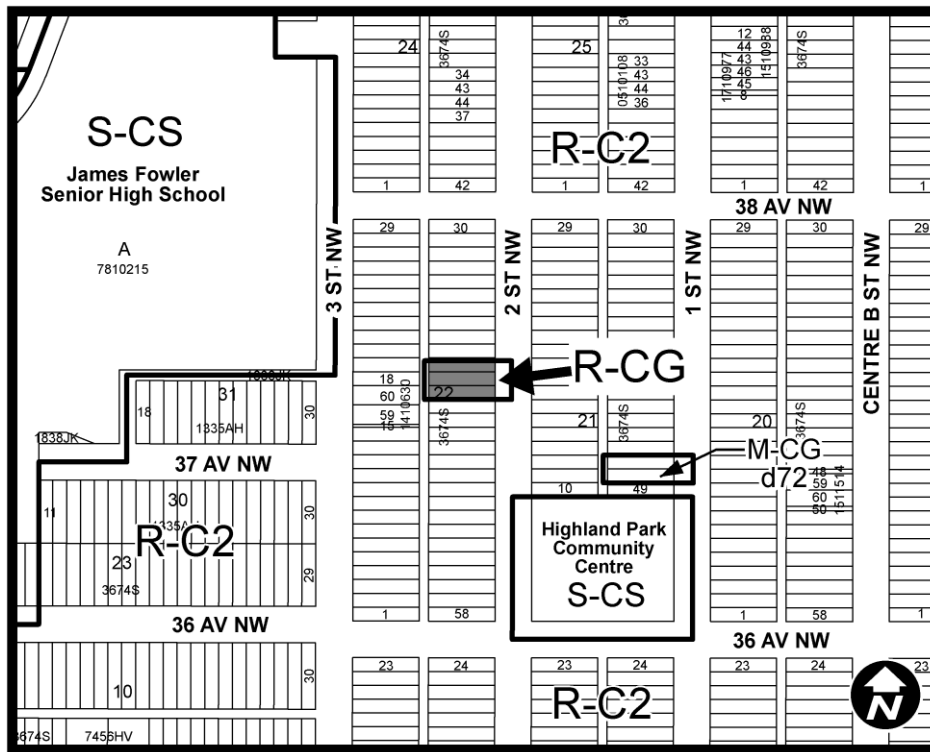 24
3674S
34
43
44
37
25
36
33
43
44
36
0510108
12
44
43
46
45
8
1710977
1510988
3674S
S-CS
James Fowler
Senior High School
A
7810215
R-C2
1
42
1
42
1
42
1
38 AV NW
29
30
29
30
29
30
29
3 ST NW
2 ST NW
1 ST NW
CENTRE B ST NW
R-CG
18
60
59
15
1410630
22
3674S
31
18
1335AH
30
1838JK
37 AV NW
21
3674S
20
3674S
M-CG
d72
48
59
60
50
1511514
10
49
11
30
30
R-C2
23
3674S
29
Highland Park
Community
Centre
S-CS
1
58
1
58
1
36 AV NW
36 AV NW
23
24
23
24
23
24
23
30
10
R-C2
N
3674S
7456HV